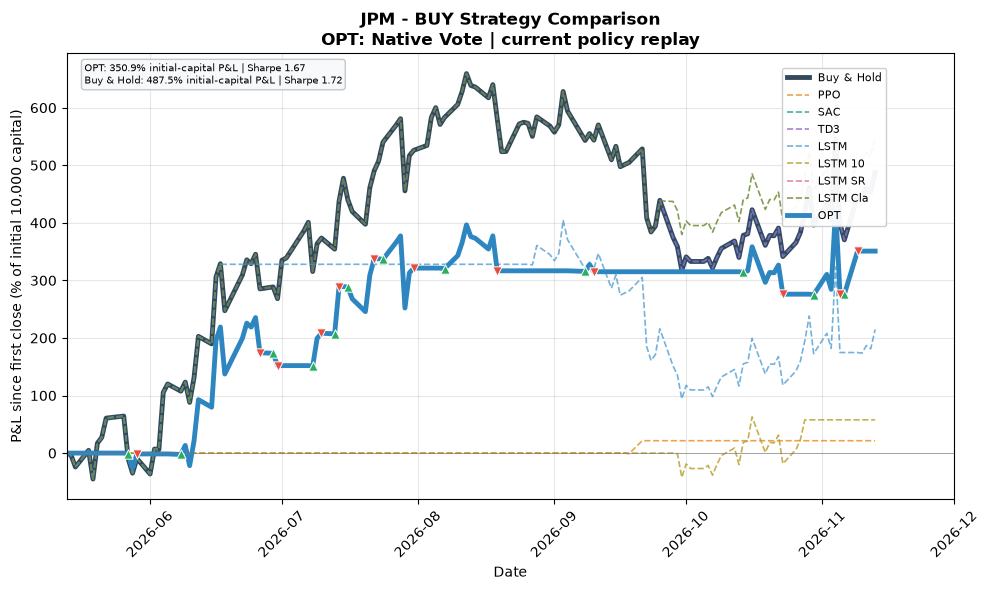 JPM - BUY Strategy Comparison
OPT: Native Vote | current policy replay
OPT: 350.9% initial-capital P&L | Sharpe 1.67
Buy & Hold: 487.5% initial-capital P&L | Sharpe 1.72
Buy & Hold
PPO
SAC
TD3
LSTM
LSTM 10
LSTM SR
LSTM Cla
OPT
P&L since first close (% of initial 10,000 capital)
600
500
400
300
200
100
0
2026-06
2026-07
2026-08
2026-09
2026-10
2026-11
2026-12
Date